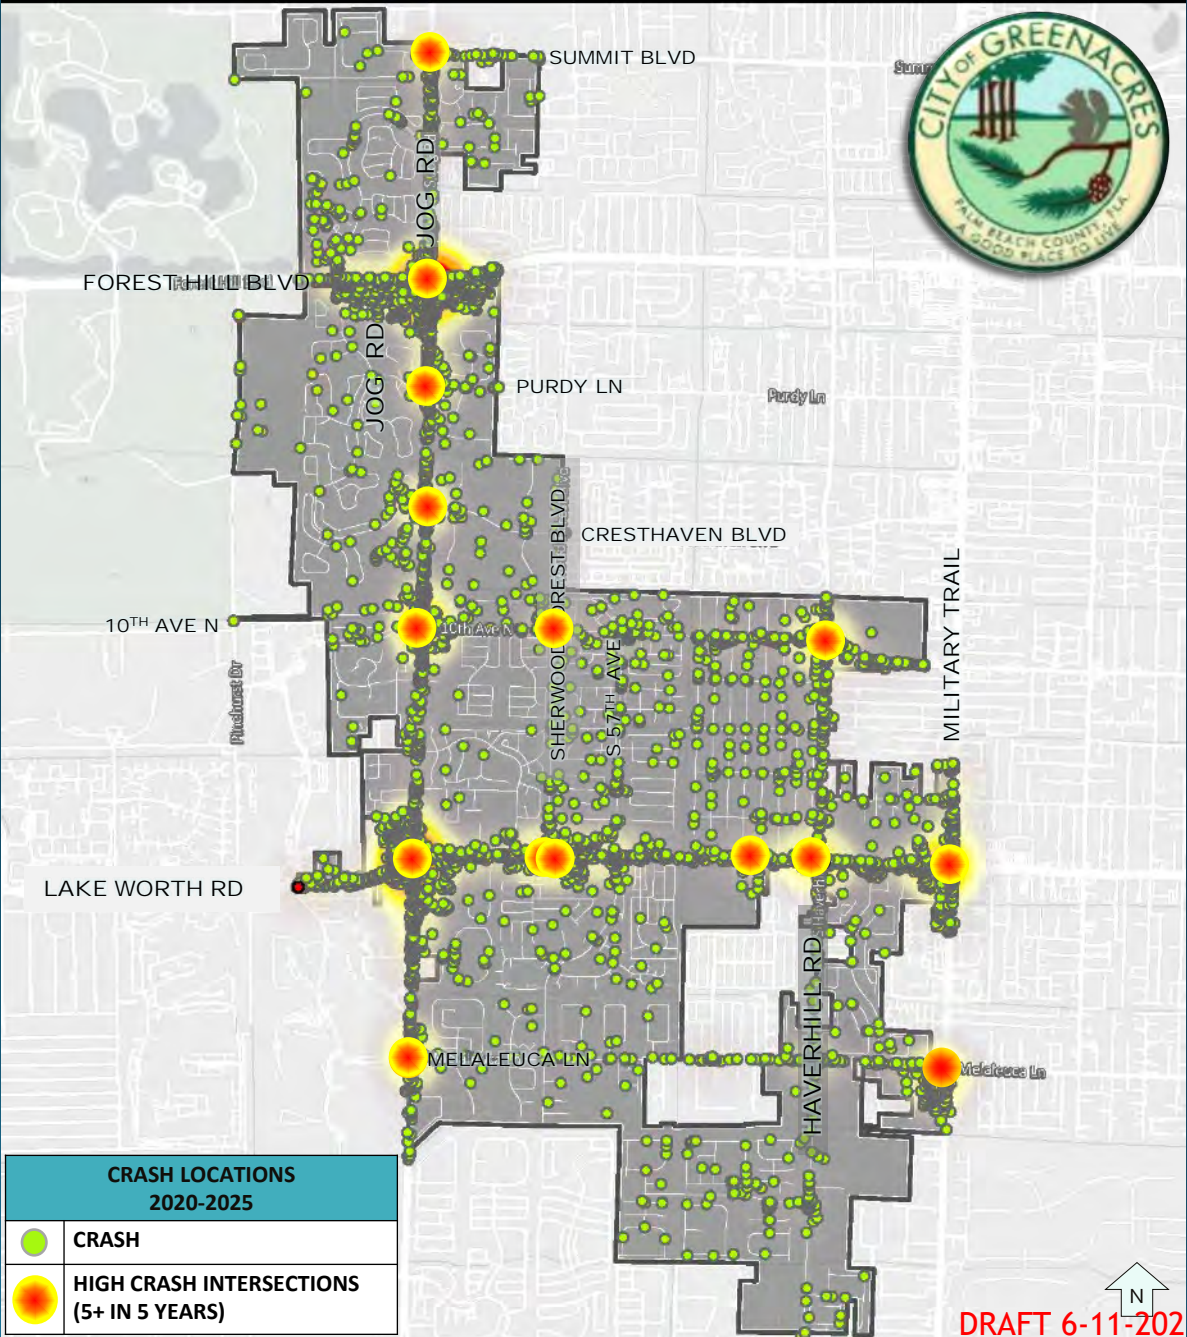 CITY OF GREENACRES
PALM BEACH COUNTY, FLA.
A GOOD PLACE TO LIVE
SUMMIT BLVD
JOG RD
FOREST HILL BLVD
JOG RD
PURDY LN
Purdy Ln
SHERWOOD FOREST BLVD
CRESTHAVEN BLVD
MILITARY TRAIL
10TH AVE N
10th Ave N
S 57TH AVE
Pinehurst Dr
LAKE WORTH RD
HAVERHILL RD
MELALEUCA LN
Melaleuca Ln
CRASH LOCATIONS
2020-2025
CRASH
HIGH CRASH INTERSECTIONS
(5+ IN 5 YEARS)
N
DRAFT 6-11-202